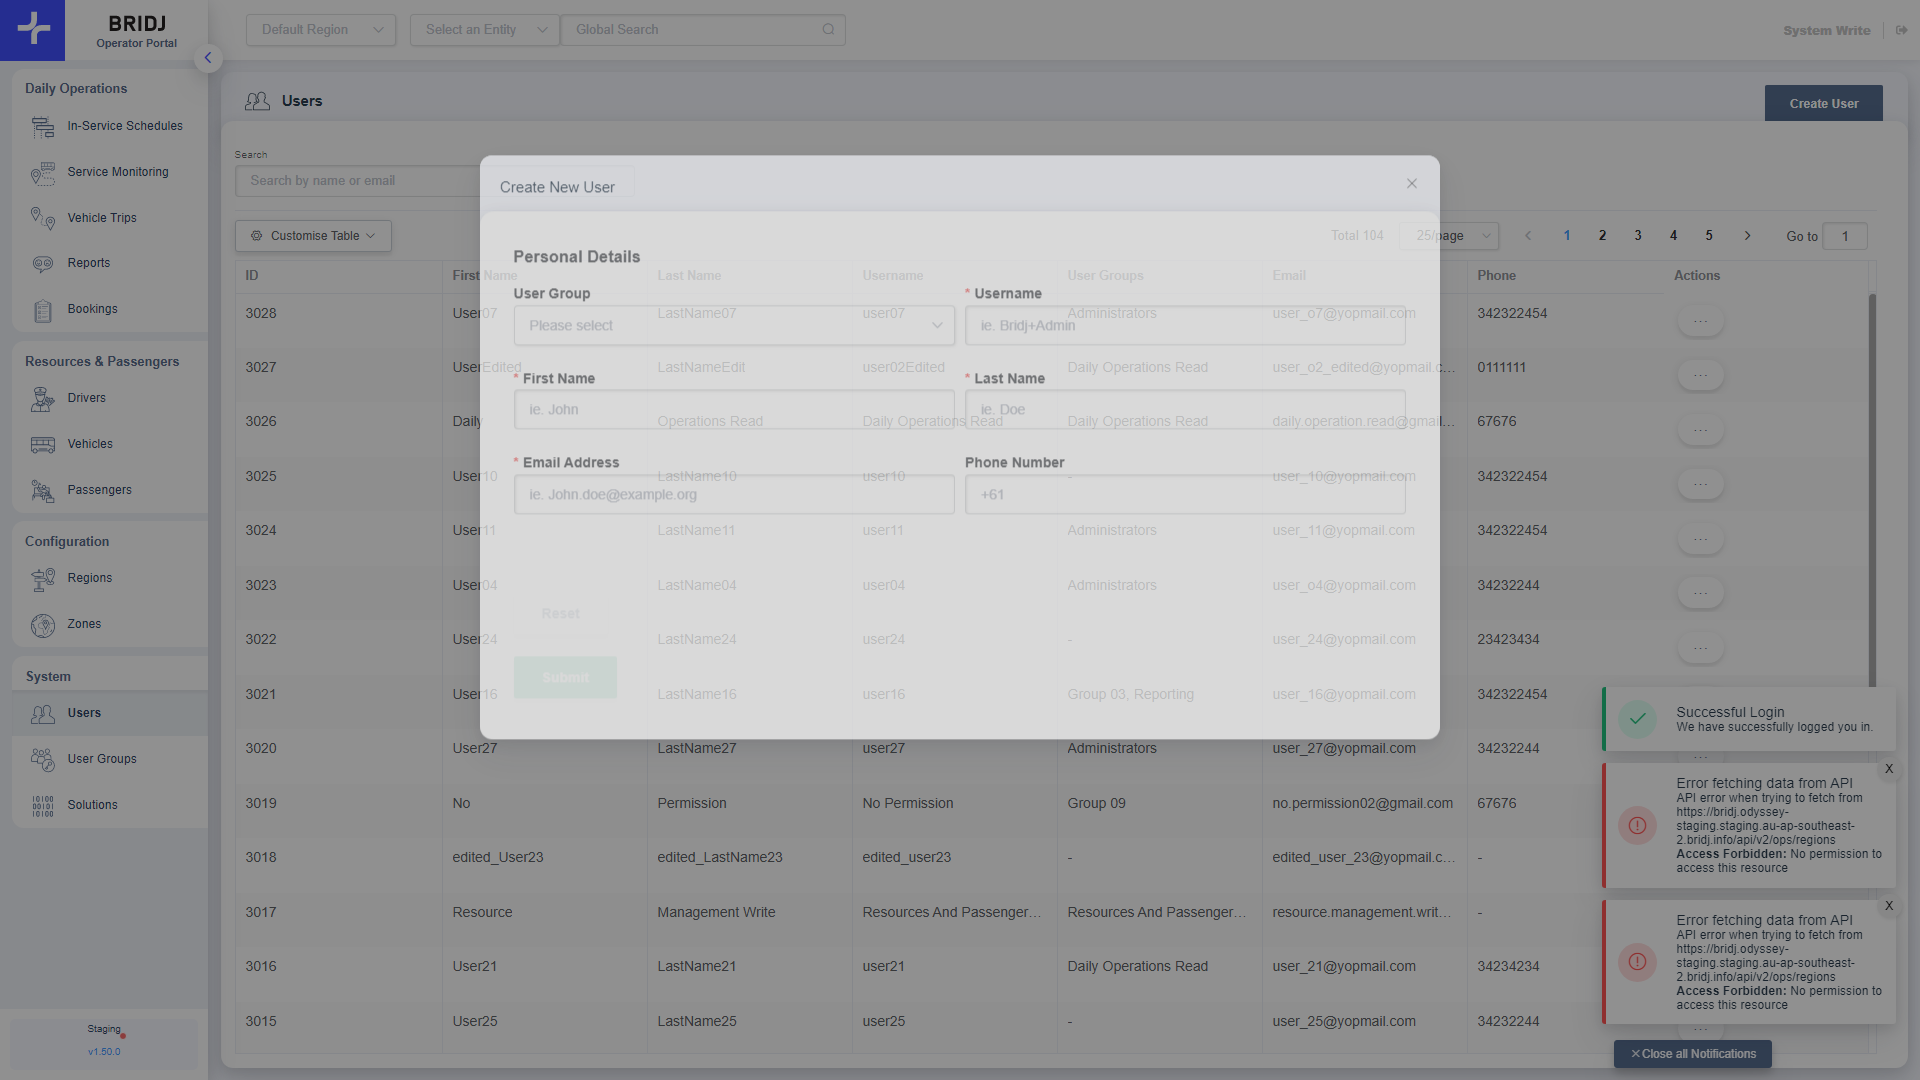 BRIDJ
Operator Portal
Default Region
Select an Entity
Global Search
System Write
Daily Operations
In-Service Schedules
Service Monitoring
Vehicle Trips
Reports
Bookings
Resources & Passengers
Drivers
Vehicles
Passengers
Configuration
Regions
Zones
System
Users
User Groups
Solutions
Staging
v1.50.0
Users
Create User
Search
Search by name or email
Customise Table
Total 104
25/page
1 2 3 4 5
Go to 1
ID First Name Last Name Username User Groups Email Phone Actions
3028 User07 LastName07 user07 Administrators user_o7@yopmail.com 342322454 ...
3027 UserEdited LastNameEdit user02Edited Daily Operations Read user_o2_edited@yopmail.c... 0111111 ...
3026 Daily Operations Read Daily Operations Read Daily Operations Read daily.operation.read@gmail... 67676 ...
3025 User10 LastName10 user10 - user_10@yopmail.com 342322454 ...
3024 User11 LastName11 user11 Administrators user_11@yopmail.com 342322454 ...
3023 User04 LastName04 user04 Administrators user_o4@yopmail.com 34232244 ...
3022 User24 LastName24 user24 - user_24@yopmail.com 23423434 ...
3021 User16 LastName16 user16 Group 03, Reporting user_16@yopmail.com 342322454
3020 User27 LastName27 user27 Administrators user_27@yopmail.com 34232244 ...
3019 No Permission No Permission Group 09 no.permission02@gmail.com 67676
3018 edited_User23 edited_LastName23 edited_user23 - edited_user_23@yopmail.c... -
3017 Resource Management Write Resources And Passenger... Resources And Passenger... resource.management.writ... -
3016 User21 LastName21 user21 Daily Operations Read user_21@yopmail.com 34234234
3015 User25 LastName25 user25 - user_25@yopmail.com 34232244 ...
Create New User
Personal Details
User Group
Please select
* Username
ie. Bridj+Admin
* First Name
ie. John
* Last Name
ie. Doe
* Email Address
ie. John.doe@example.org
Phone Number
+61
Reset
Submit
Successful Login
We have successfully logged you in.
X
Error fetching data from API
API error when trying to fetch from
https://bridj.odyssey-
staging.staging.au-ap-southeast-
2.bridj.info/api/v2/ops/regions
Access Forbidden: No permission to
access this resource
X
Error fetching data from API
API error when trying to fetch from
https://bridj.odyssey-
staging.staging.au-ap-southeast-
2.bridj.info/api/v2/ops/regions
Access Forbidden: No permission to
access this resource
×Close all Notifications